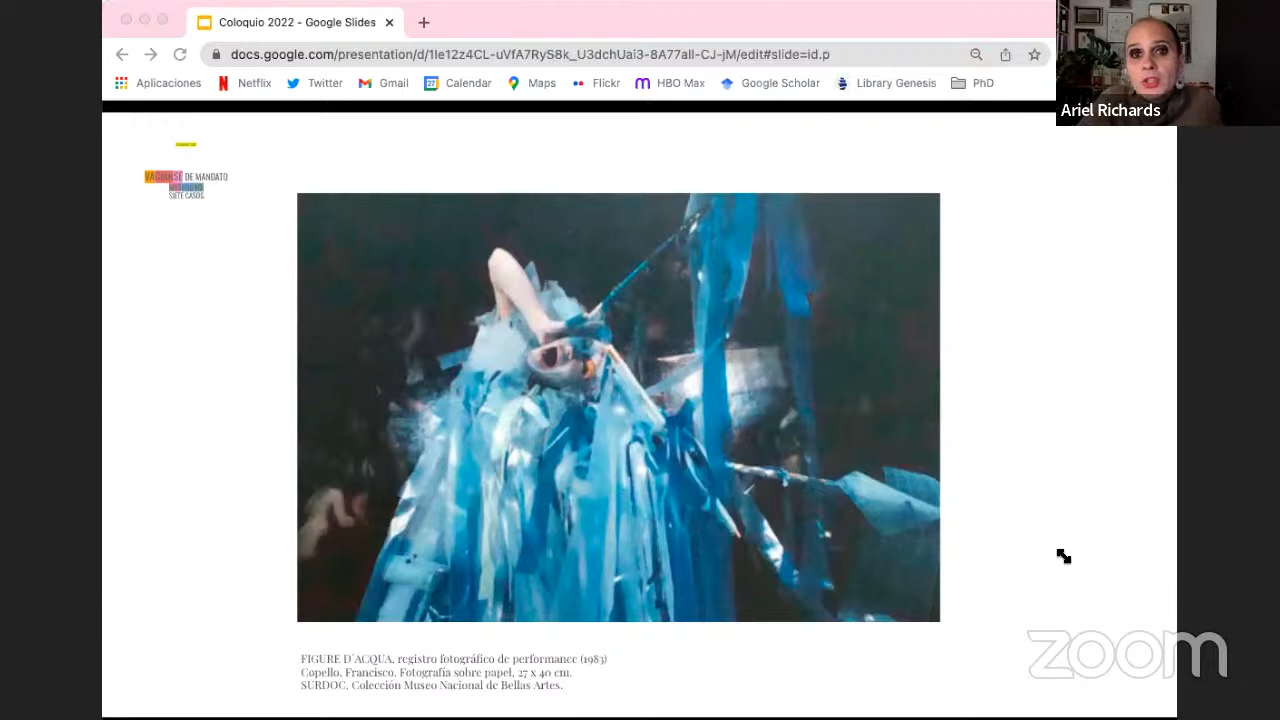 Coloquio 2022 - Google Slides
docs.google.com/presentation/d/1le12zCL-uVfA7RyS8k_U3dchUai3-8A77all-CJ-jM/edit#slide=id.p
Aplicaciones Netflix Twitter Gmail 27 Calendar Maps Flickr HBO Max Google Scholar Library Genesis PhD
Ariel Richards
DE MANDATO
SIETE CASOS
FIGURE D´ACQUA, registro fotográfico de performance (1983)
Copello, Francisco. Fotografía sobre papel, 27 x 40 cm.
SURDOC, Colección Museo Nacional de Bellas Artes.
zoom